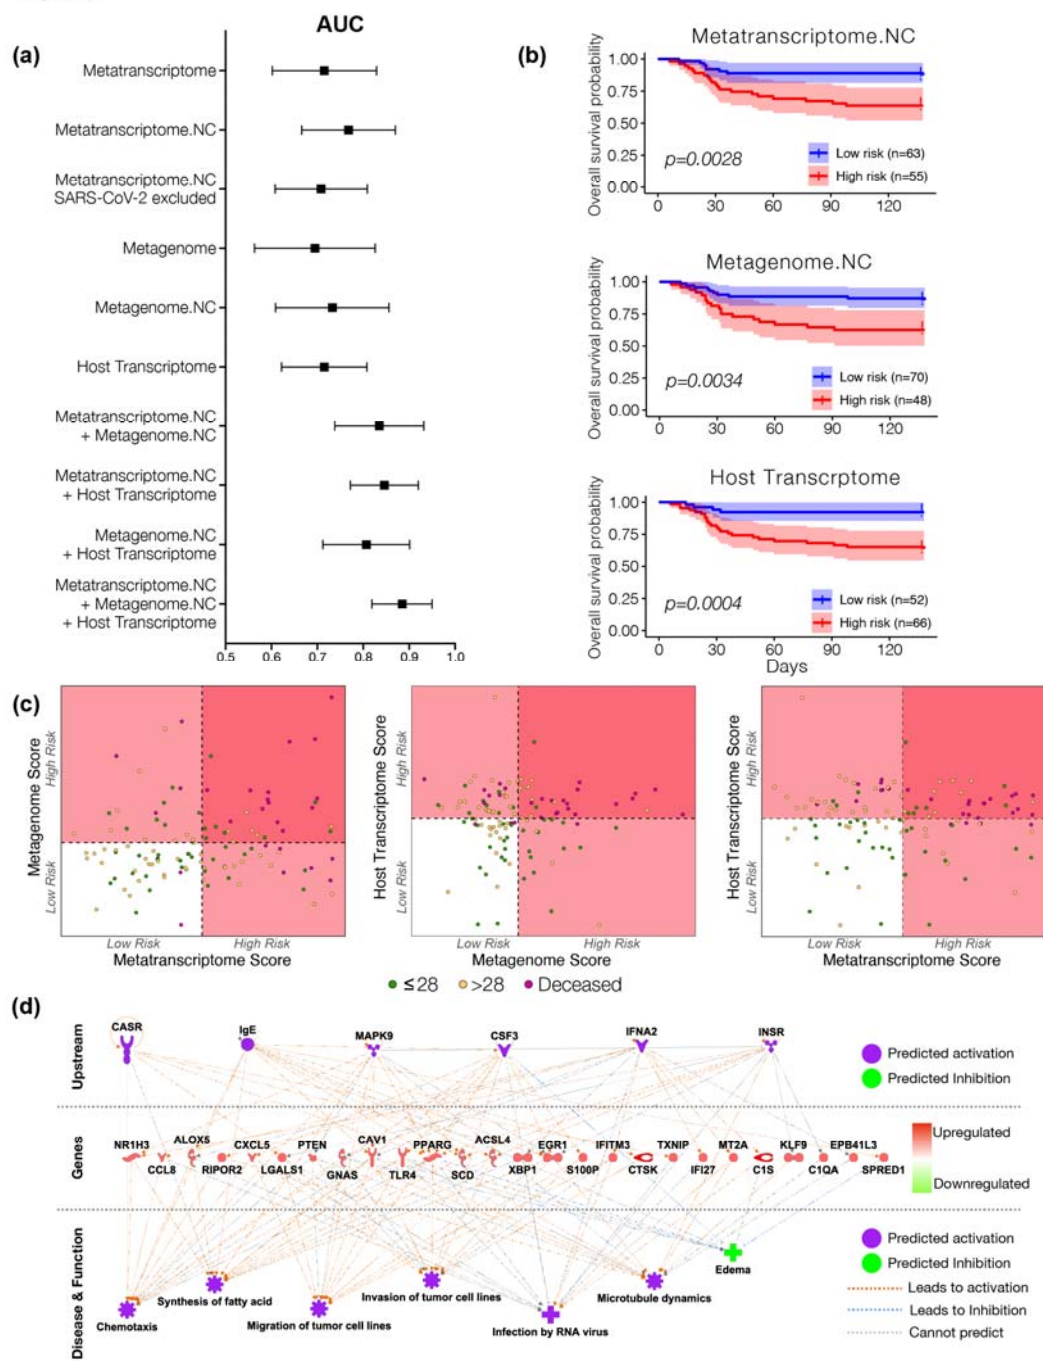 (a)
AUC
Metatranscriptome
Metatranscriptome.NC
Metatranscriptome.NC
SARS-CoV-2 excluded
Metagenome
Metagenome.NC
Host Transcriptome
Metatranscriptome.NC
+ Metagenome.NC
Metatranscriptome.NC
+ Host Transcriptome
Metagenome.NC
+ Host Transcriptome
Metatranscriptome.NC
+ Metagenome.NC
+ Host Transcriptome
0.5 0.6 0.7 0.8 0.9 1.0
(b)
Metatranscriptome.NC
Overall survival probability
1.00
0.75
0.50
0.25
0.00
p=0.0028
Low risk (n=63)
High risk (n=55)
0 30 60 90 120
Metagenome.NC
Overall survival probability
1.00
0.75
0.50
0.25
0.00
p=0.0034
Low risk (n=70)
High risk (n=48)
0 30 60 90 120
Host Transcrptome
Overall survival probability
1.00
0.75
0.50
0.25
0.00
p=0.0004
Low risk (n=52)
High risk (n=66)
0 30 60 90 120
Days
(c)
Metagenome Score
High Risk
Low Risk
Low Risk High Risk
Metatranscriptome Score
Host Transcriptome Score
High Risk
Low Risk
Low Risk High Risk
Metagenome Score
Host Transcriptome Score
High Risk
Low Risk
Low Risk High Risk
Metatranscriptome Score
≤28 >28 Deceased
(d)
Upstream
CASR IgE MAPK9 CSF3 IFNA2 INSR
Predicted activation
Predicted Inhibition
Genes
NR1H3 ALOX5 CXCL5 PTEN CAV1 PPARG ACSL4 EGR1 IFITM3 TXNIP MT2A KLF9 EPB41L3
CCL8 RIPOR2 LGALS1 GNAS TLR4 SCD XBP1 S100P CTSK IFI27 C1S C1QA SPRED1
Upregulated
Downregulated
Disease & Function
Predicted activation
Predicted Inhibition
Leads to activation
Leads to Inhibition
Cannot predict
Edema
Chemotaxis
Synthesis of fatty acid
Migration of tumor cell lines
Invasion of tumor cell lines
Infection by RNA virus
Microtubule dynamics